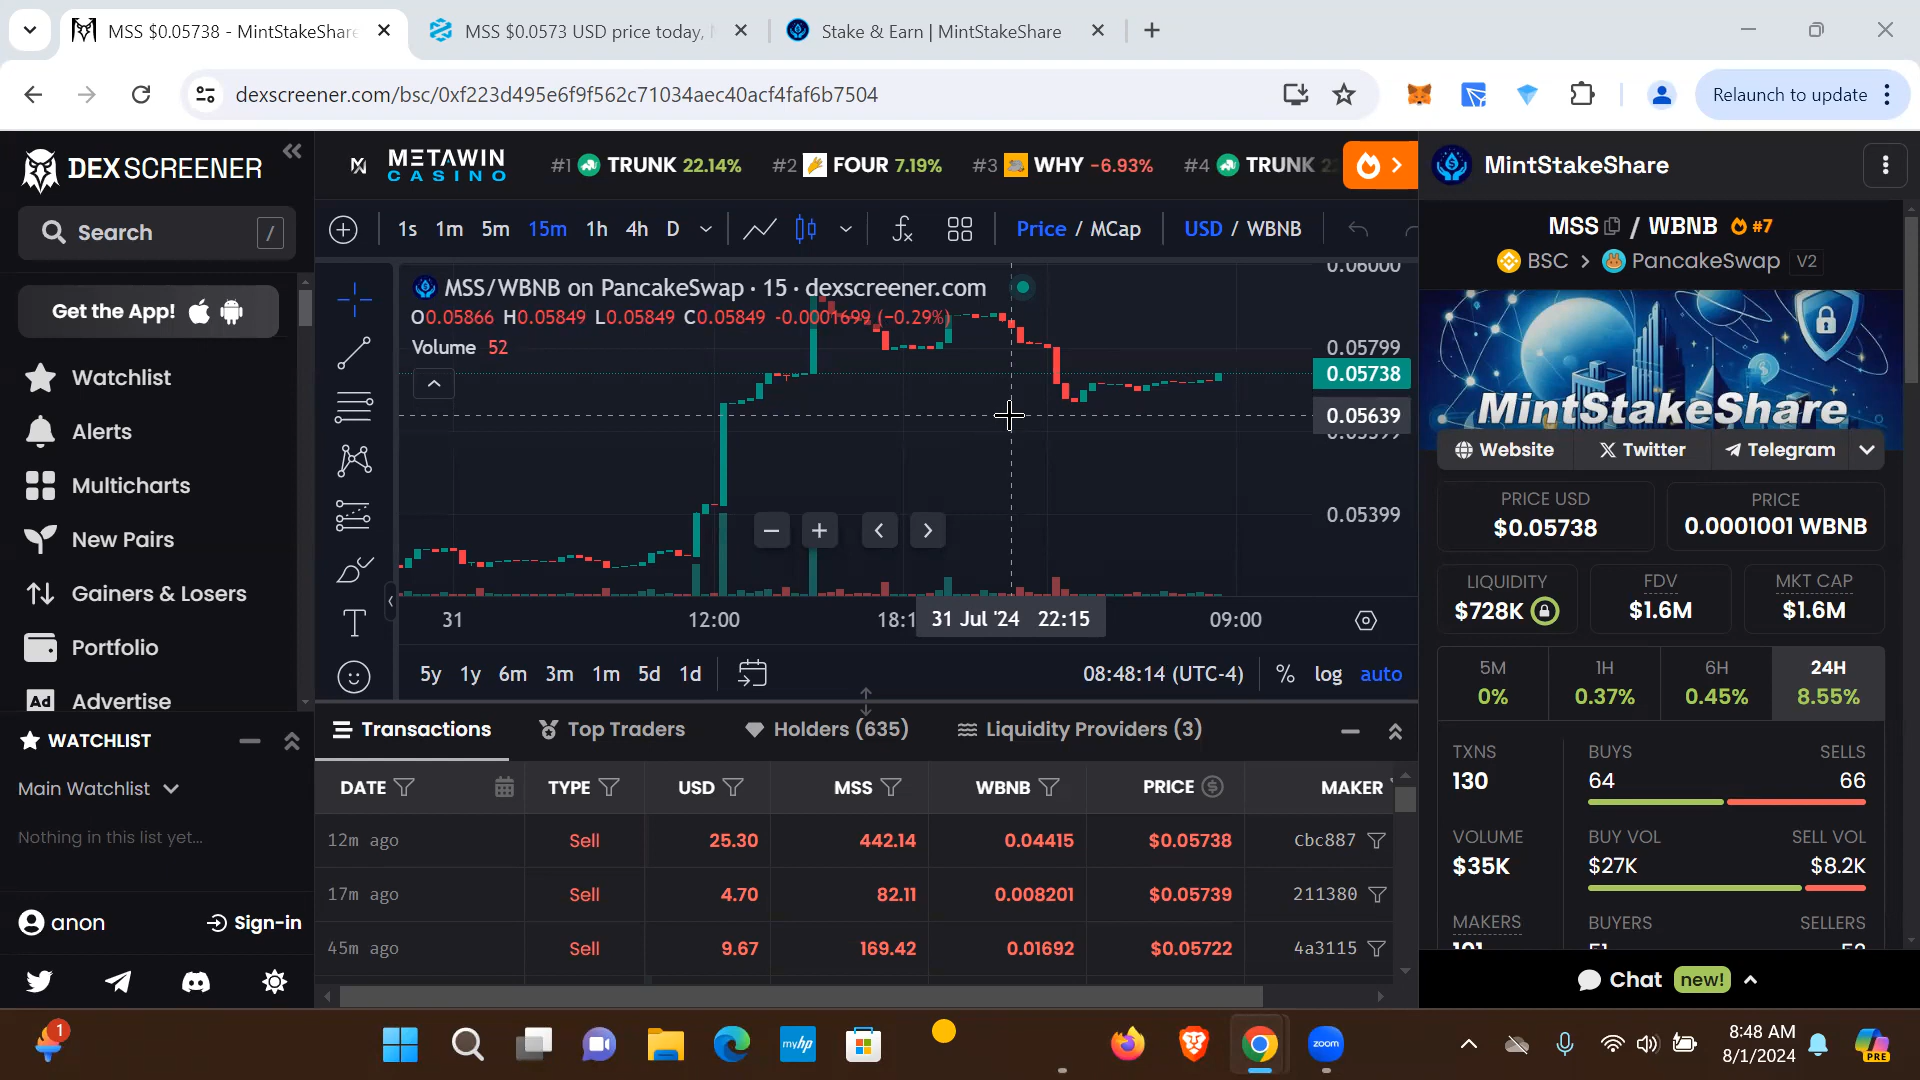 MSS $0.05738 - MintStakeShare
MSS $0.0573 USD price today,
Stake & Earn | MintStakeShare
dexscreener.com/bsc/0xf223d495e6f9f562c71034aec40acf4faf6b7504
Relaunch to update
DEX SCREENER
METAWIN
CASINO
#1 TRUNK 22.14%
#2 FOUR 7.19%
#3 WHY -6.93%
#4 TRUNK
MintStakeShare
Search /
1s 1m 5m 15m 1h 4h D
Price / MCap
USD / WBNB
MSS / WBNB #7
BSC > PancakeSwap V2
Get the App!
MSS/WBNB on PancakeSwap · 15 · dexscreener.com
O0.05866 H0.05849 L0.05849 C0.05849 -0.0001699 (−0.29%)
Volume 52
0.06000
0.05799
0.05738
0.05639
0.05399
MintStakeShare
Website Twitter Telegram
Watchlist
Alerts
Multicharts
New Pairs
Gainers & Losers
Portfolio
Ad Advertise
31 12:00 18:1 31 Jul '24 22:15 09:00
5y 1y 6m 3m 1m 5d 1d
08:48:14 (UTC-4) % log auto
PRICE USD
$0.05738
PRICE
0.0001001 WBNB
LIQUIDITY
$728K
FDV
$1.6M
MKT CAP
$1.6M
5M
0%
1H
0.37%
6H
0.45%
24H
8.55%
WATCHLIST
Main Watchlist
Nothing in this list yet...
anon Sign-in
Transactions Top Traders Holders (635) Liquidity Providers (3)
DATE TYPE USD MSS WBNB PRICE MAKER
12m ago Sell 25.30 442.14 0.04415 $0.05738 Cbc887
17m ago Sell 4.70 82.11 0.008201 $0.05739 211380
45m ago Sell 9.67 169.42 0.01692 $0.05722 4a3115
TXNS
130
BUYS
64
SELLS
66
VOLUME
$35K
BUY VOL
$27K
SELL VOL
$8.2K
MAKERS
BUYERS
SELLERS
Chat new!
1
myhp
zoom
8:48 AM
8/1/2024
PRE